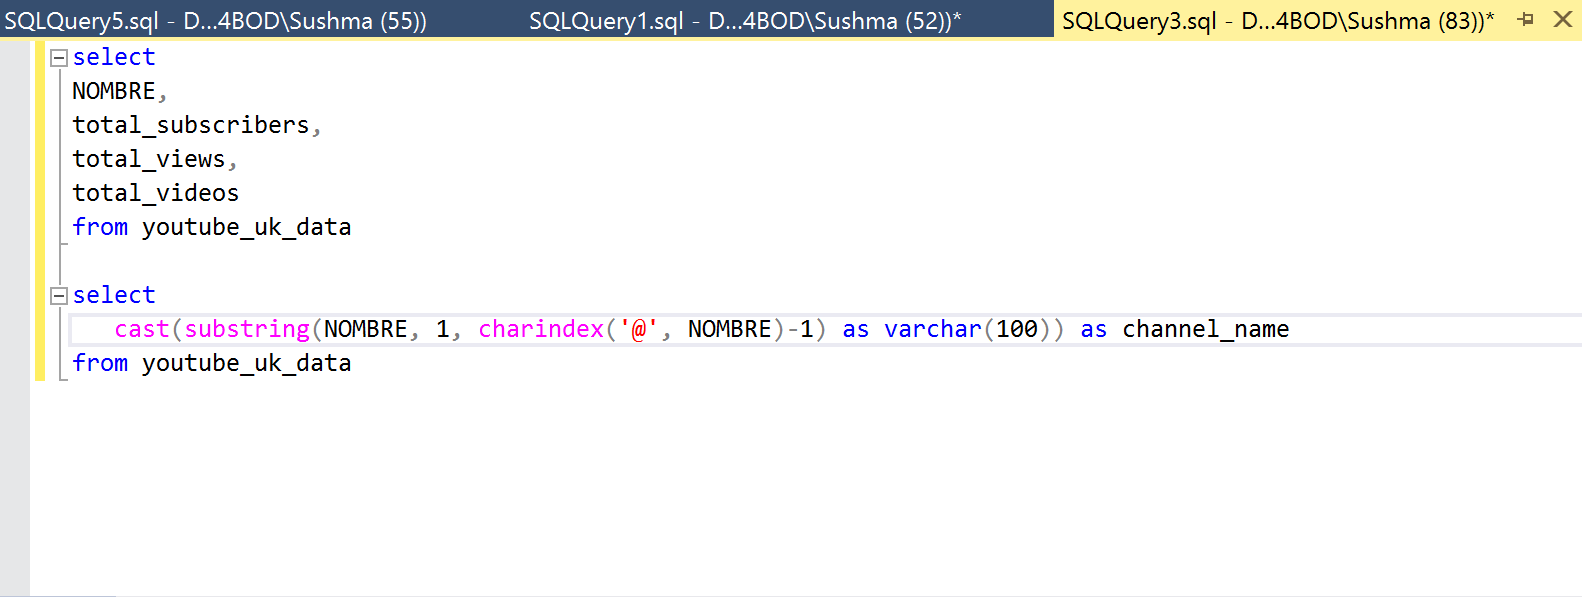 SQLQuery5.sql - D...4BOD\Sushma (55)) SQLQuery1.sql - D...4BOD\Sushma (52))* SQLQuery3.sql - D...4BOD\Sushma (83))*
select
NOMBRE,
total_subscribers,
total_views,
total_videos
from youtube_uk_data
select
cast(substring(NOMBRE, 1, charindex('@', NOMBRE)-1) as varchar(100)) as channel_name
from youtube_uk_data